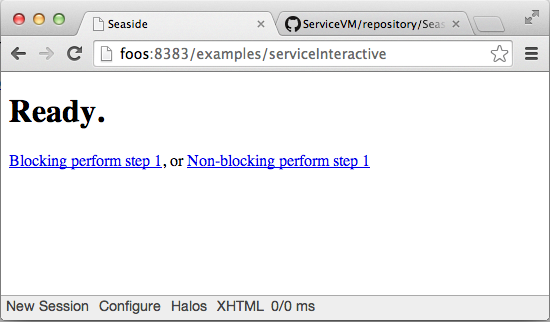 Seaside
ServiceVM/repository/Seas
foos:8383/examples/serviceInteractive
Ready.
Blocking perform step 1, or Non-blocking perform step 1
New Session Configure Halos XHTML 0/0 ms